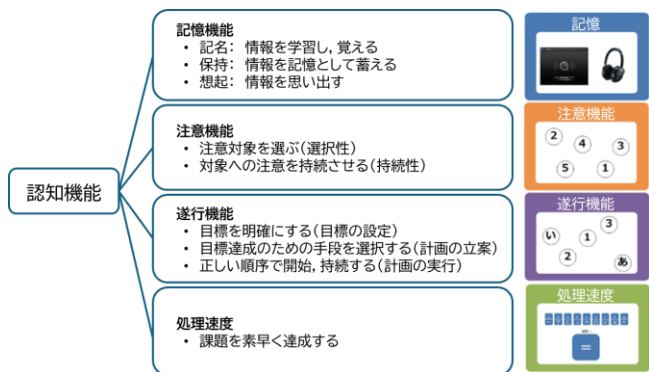 認知機能
記憶機能
• 記名： 情報を学習し，覚える
• 保持： 情報を記憶として蓄える
• 想起： 情報を思い出す
注意機能
• 注意対象を選ぶ（選択性）
• 対象への注意を持続させる（持続性）
遂行機能
• 目標を明確にする（目標の設定）
• 目標達成のための手段を選択する（計画の立案）
• 正しい順序で開始，持続する（計画の実行）
処理速度
• 課題を素早く達成する
記憶
注意機能
2
4
3
5
1
遂行機能
い
1
3
2
あ
処理速度
=